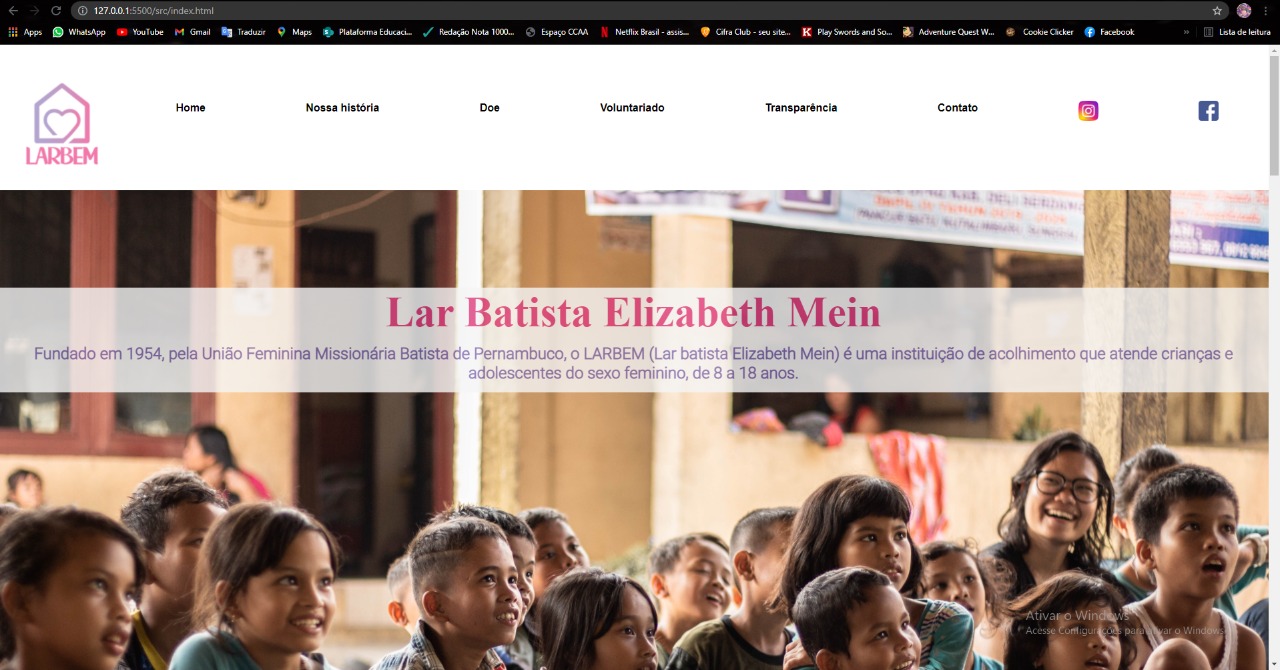 127.0.0.1:5500/src/index.html
Apps WhatsApp YouTube Gmail Traduzir Maps Plataforma Educaci... Redação Nota 1000... Espaço CCAA Netflix Brasil - assis... Cifra Club - seu site... Play Swords and So... Adventure Quest W... Cookie Clicker Facebook » Lista de leitura
Home Nossa história Doe Voluntariado Transparência Contato
LARBEM
Lar Batista Elizabeth Mein
Fundado em 1954, pela União Feminina Missionária Batista de Pernambuco, o LARBEM (Lar batista Elizabeth Mein) é uma instituição de acolhimento que atende crianças e
adolescentes do sexo feminino, de 8 a 18 anos.
Ativar o Windows
Acesse Configurações para ativar o Windows.